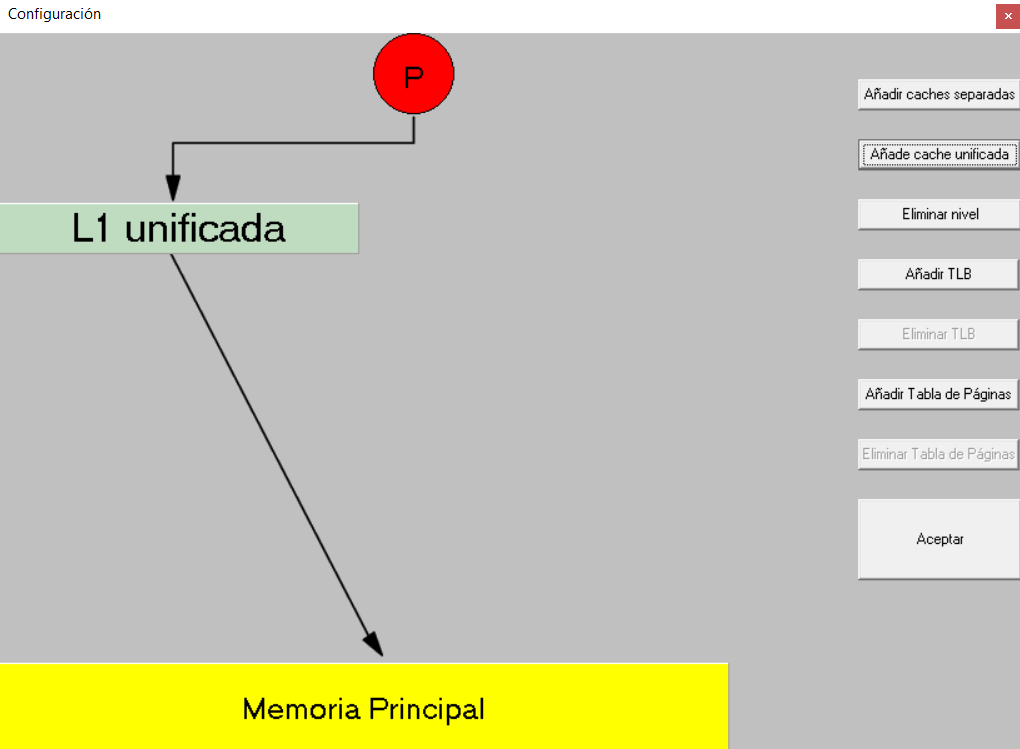 Configuración
×
P
Añadir caches separadas
Añade cache unificada
L1 unificada
Eliminar nivel
Añadir TLB
Eliminar TLB
Añadir Tabla de Páginas
Eliminar Tabla de Páginas
Aceptar
Memoria Principal